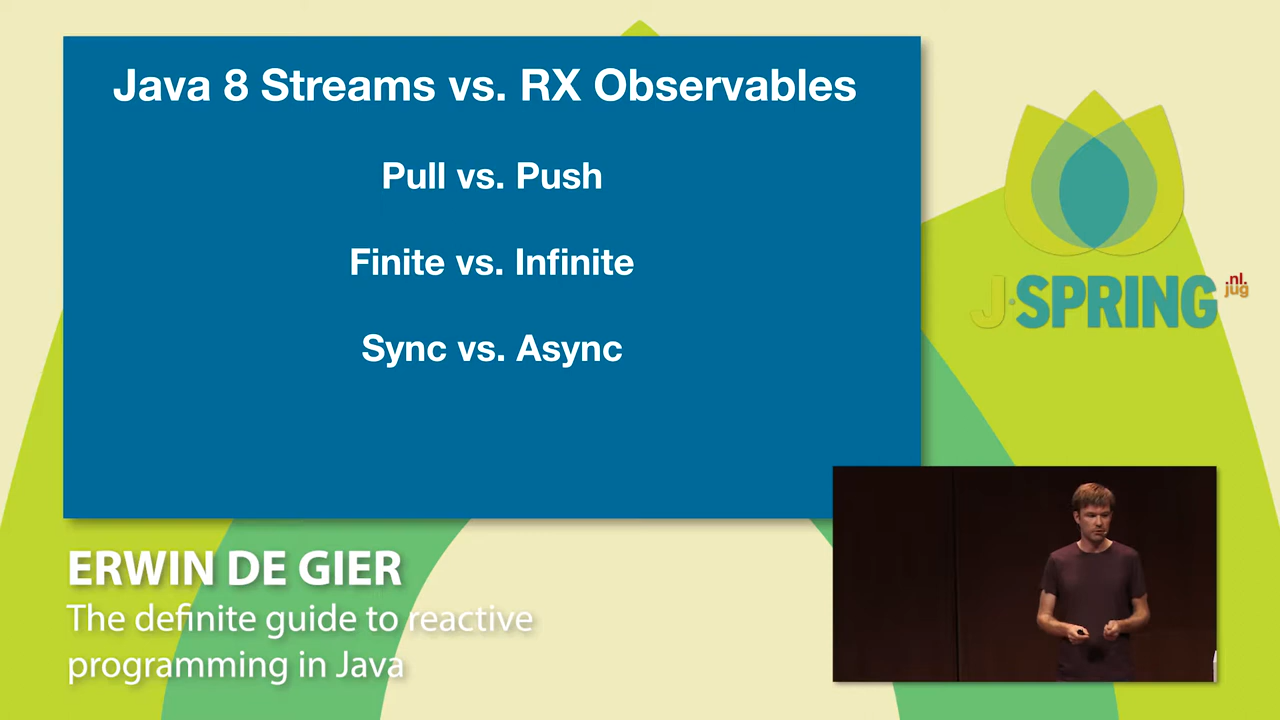 Java 8 Streams vs. RX Observables
Pull vs. Push
Finite vs. Infinite
Sync vs. Async
J·SPRING
.nl.
jug
ERWIN DE GIER
The definite guide to reactive
programming in Java